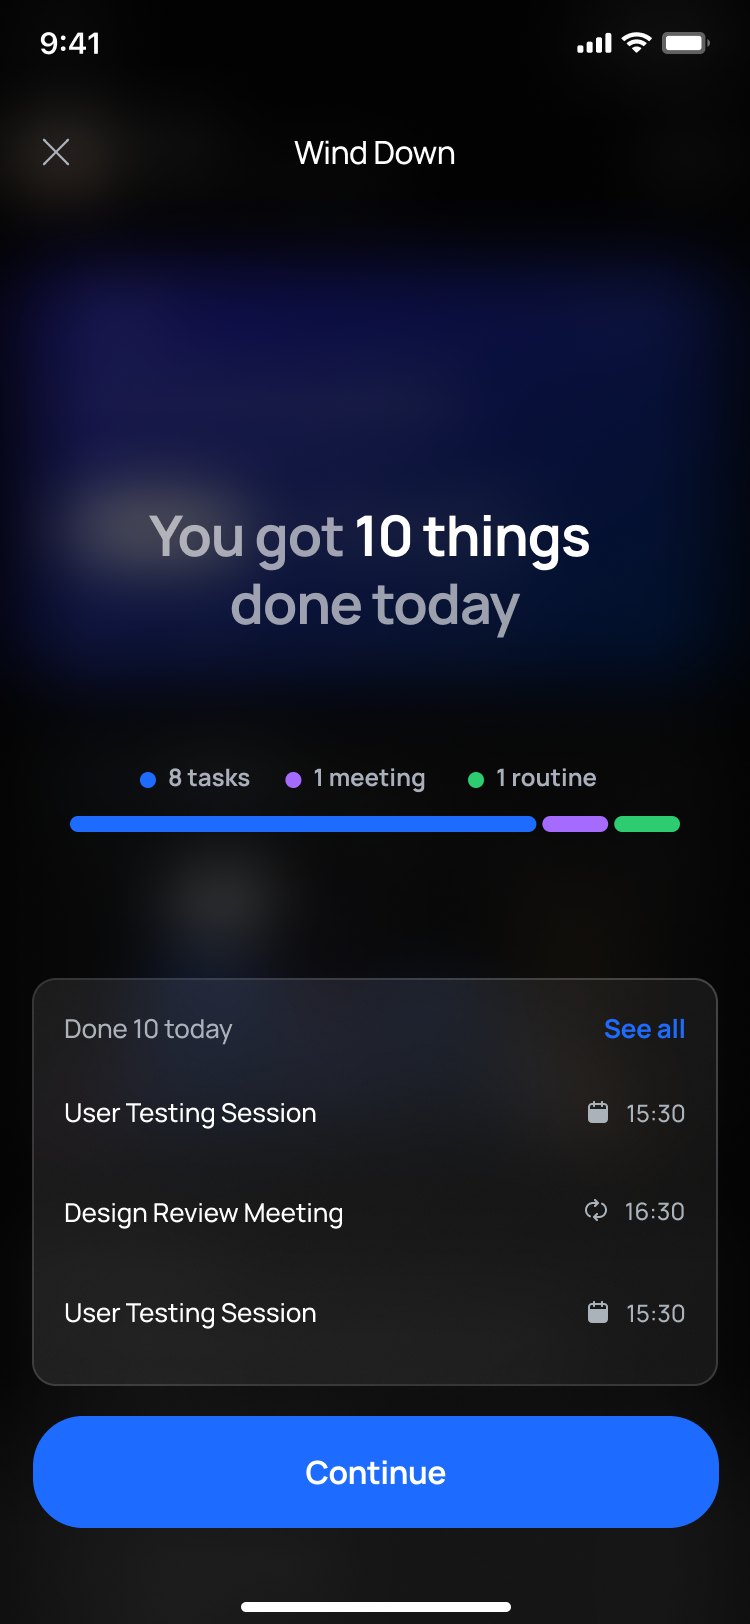 9:41
Wind Down
You got 10 things
done today
8 tasks 1 meeting 1 routine
Done 10 today See all
User Testing Session 15:30
Design Review Meeting 16:30
User Testing Session 15:30
Continue